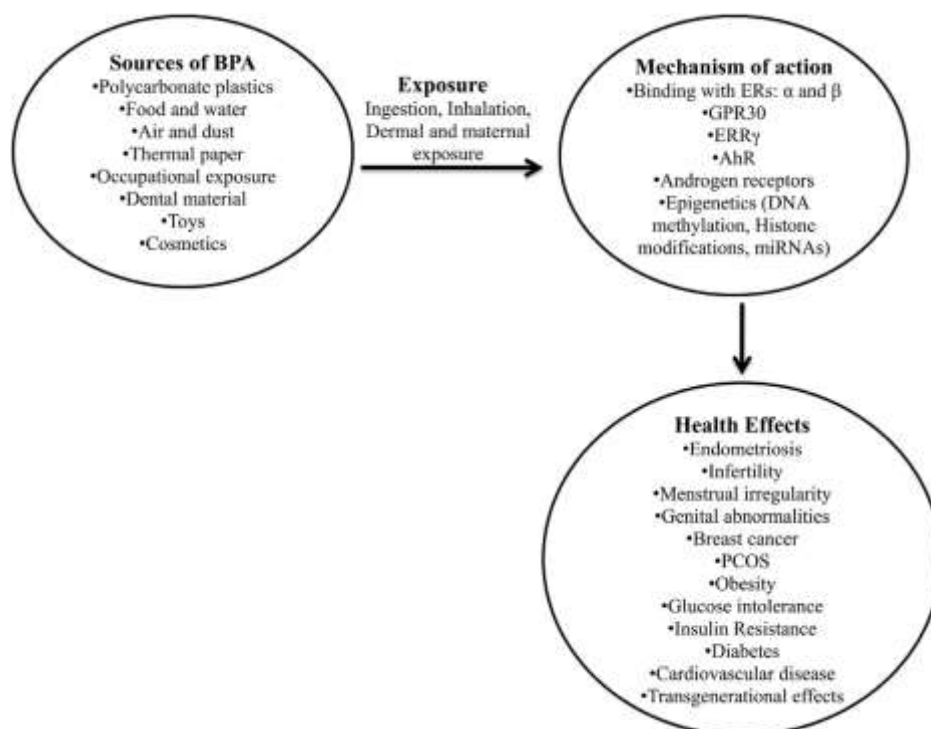 Sources of BPA
•Polycarbonate plastics
•Food and water
•Air and dust
•Thermal paper
•Occupational exposure
•Dental material
•Toys
•Cosmetics
Exposure
Ingestion, Inhalation,
Dermal and maternal
exposure
Mechanism of action
•Binding with ERs: α and β
•GPR30
•ERRγ
•AhR
•Androgen receptors
•Epigenetics (DNA
methylation, Histone
modifications, miRNAs)
Health Effects
•Endometriosis
•Infertility
•Menstrual irregularity
•Genital abnormalities
•Breast cancer
•PCOS
•Obesity
•Glucose intolerance
•Insulin Resistance
•Diabetes
•Cardiovascular disease
•Transgenerational effects